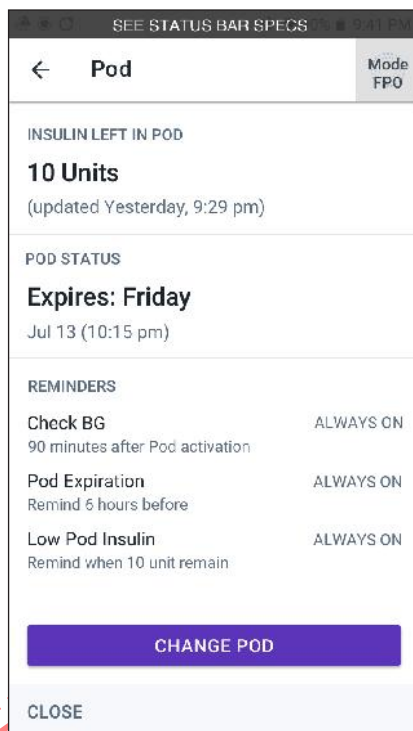 SEE STATUS BAR SPECS
9:41 PM
Pod
Mode
FPO
INSULIN LEFT IN POD
10 Units
(updated Yesterday, 9:29 pm)
POD STATUS
Expires: Friday
Jul 13 (10:15 pm)
REMINDERS
Check BG
ALWAYS ON
90 minutes after Pod activation
Pod Expiration
ALWAYS ON
Remind 6 hours before
Low Pod Insulin
ALWAYS ON
Remind when 10 unit remain
CHANGE POD
CLOSE